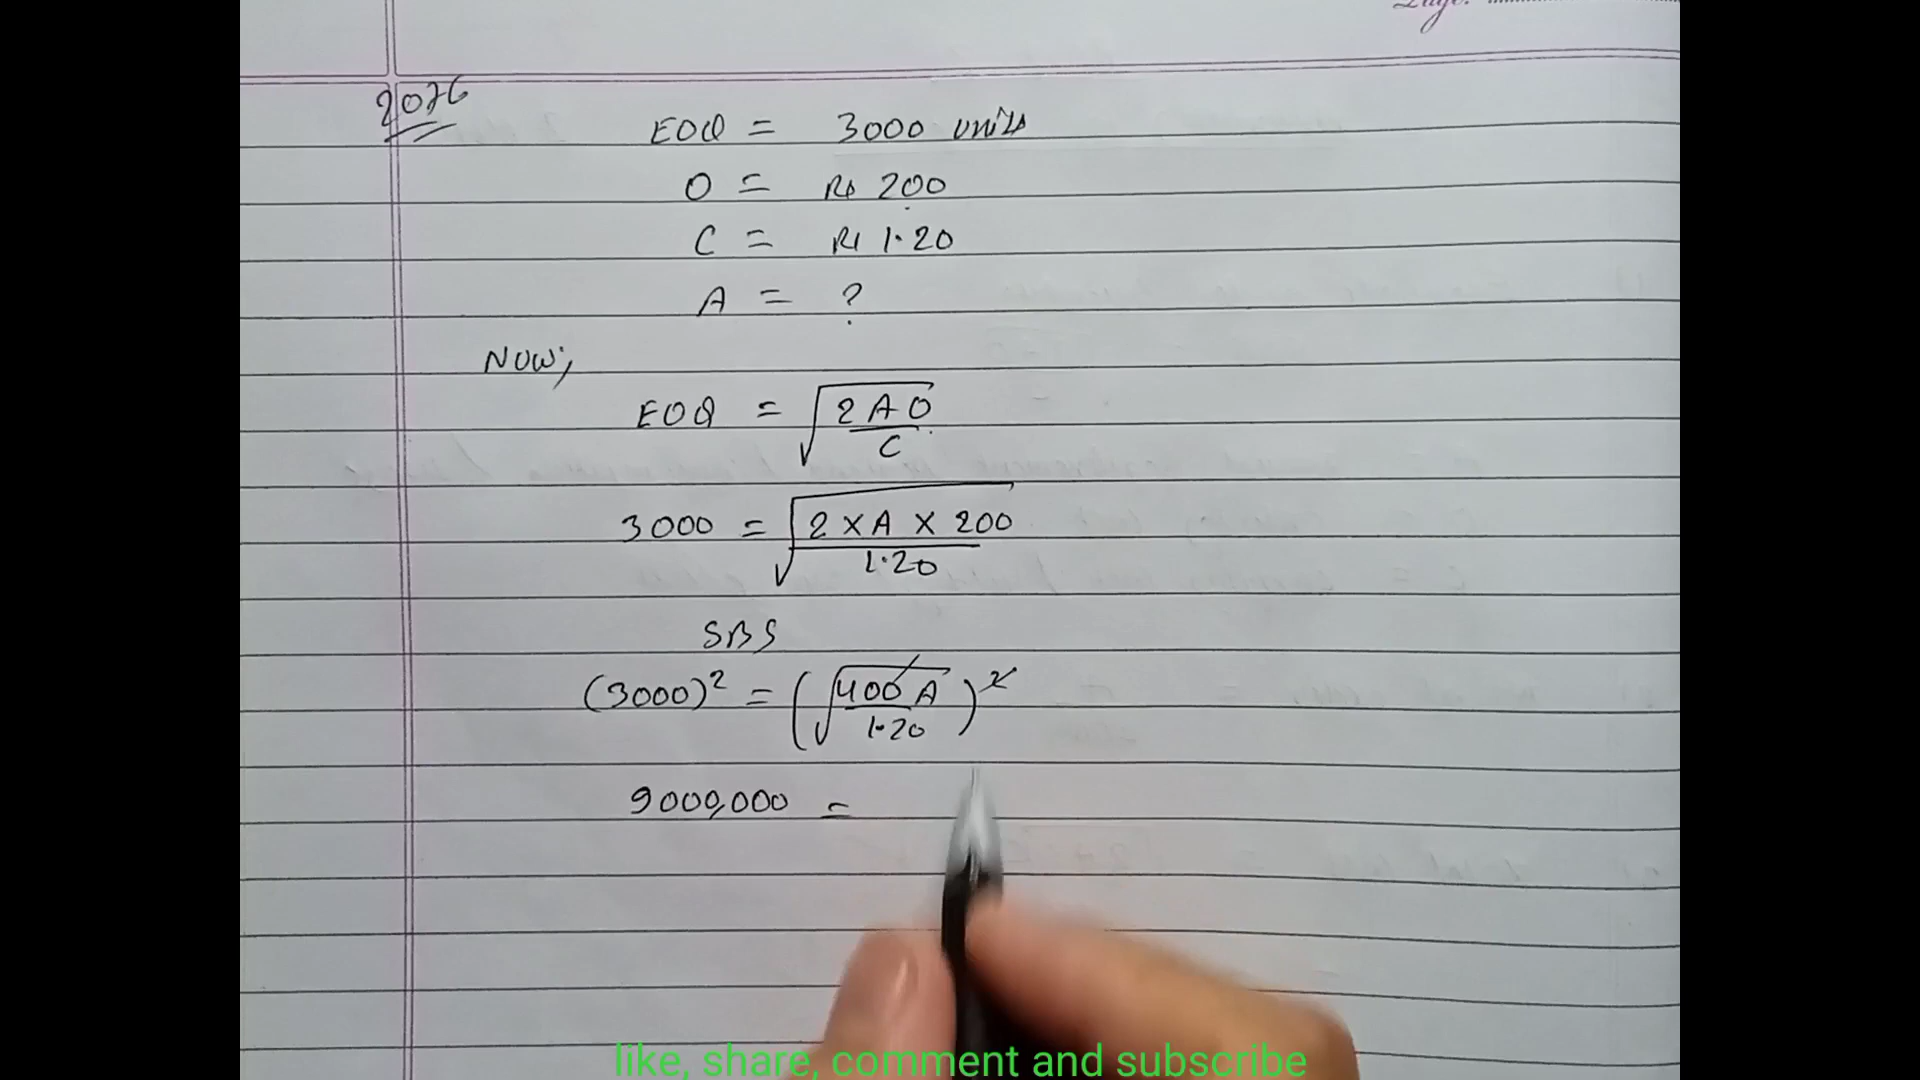 Page:
2076
EOQ = 3000 units
O = Rs 200
C = Rs 1.20
A = ?
Now;
EOQ = √(2AO/C)
3000 = √(2 × A × 200/1.20)
SBS
(3000)² = (√(400A/1.20))²
9000,000 =
like, share, comment and subscribe